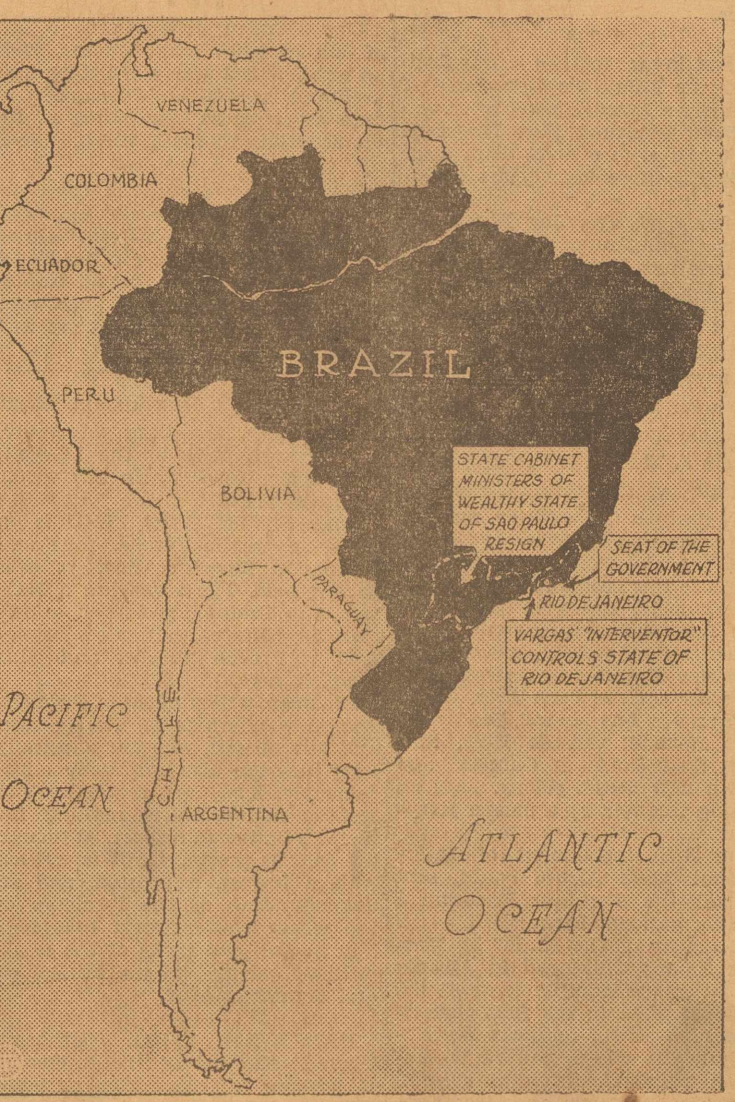 VENEZUELA
COLOMBIA
ECUADOR
BRAZIL
PERU
STATE CABINET
MINISTERS OF
WEALTHY STATE
OF SAO PAULO
RESIGN
BOLIVIA
SEAT OF THE
GOVERNMENT
PARAGUAY
RIO DE JANEIRO
VARGAS' "INTERVENTOR"
CONTROLS STATE OF
RIO DE JANEIRO
PACIFIC
OCEAN
CHILE
ARGENTINA
ATLANTIC
OCEAN